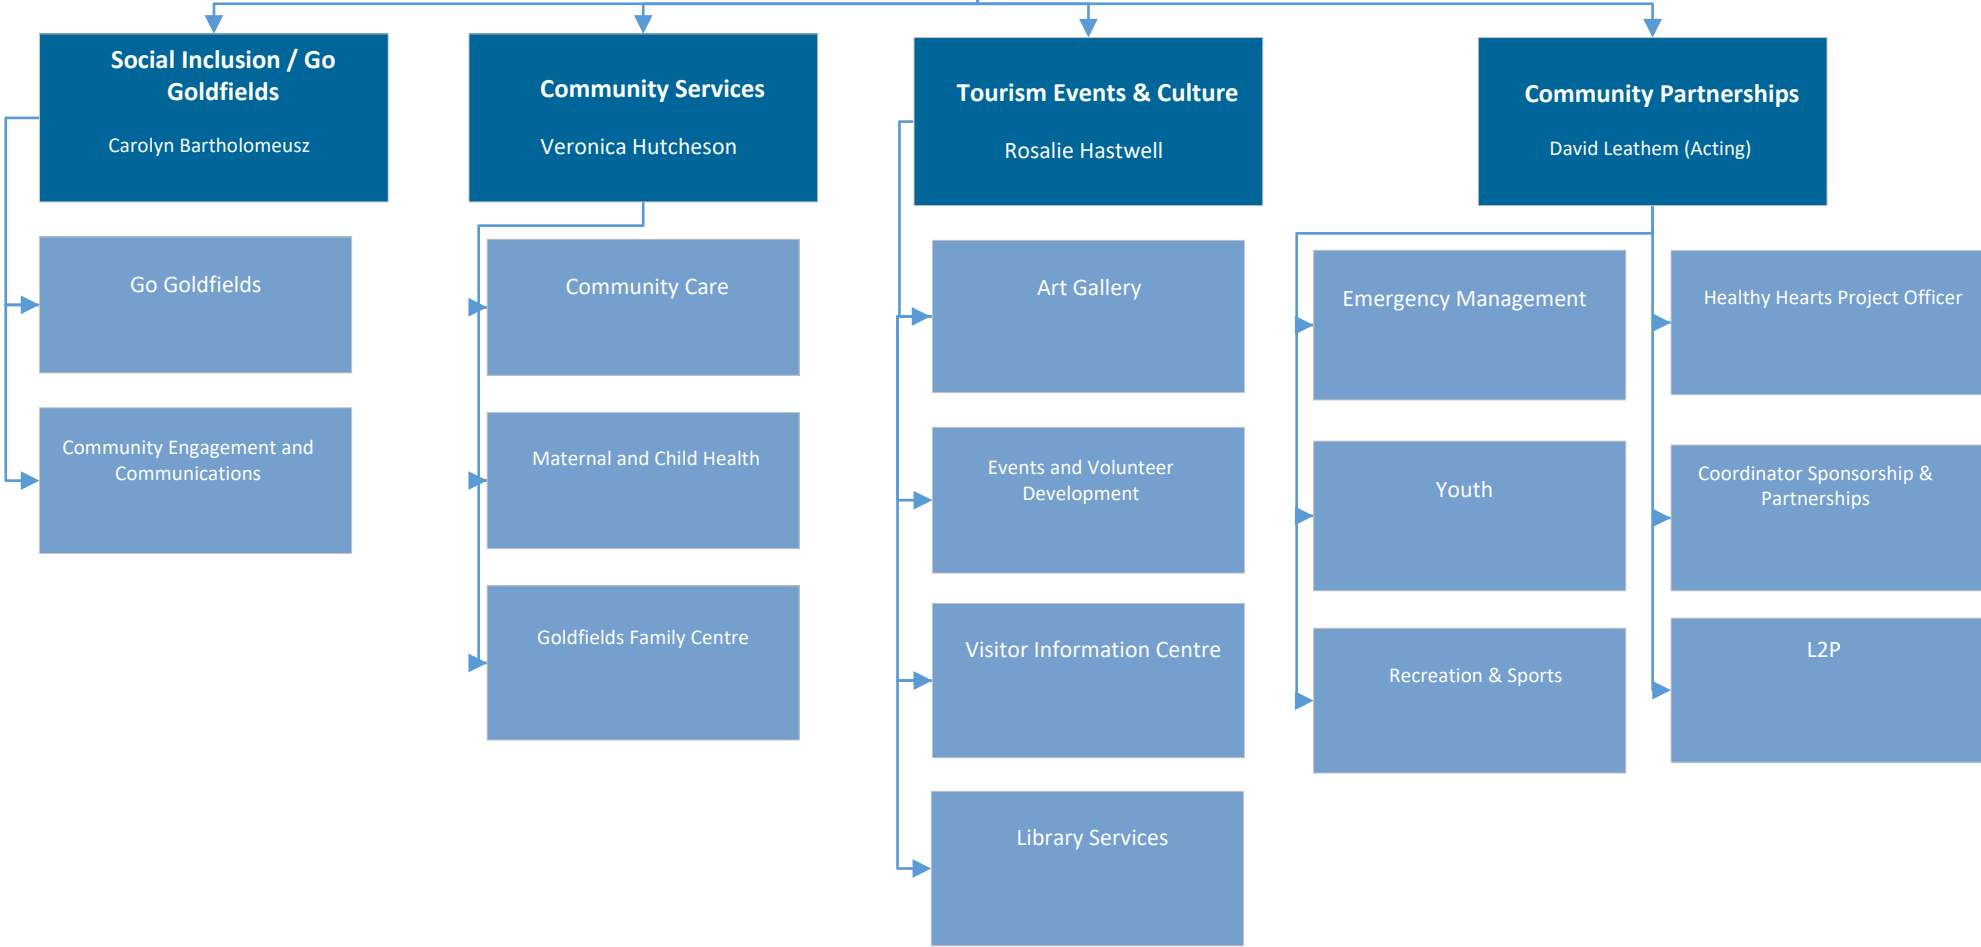 Social Inclusion / Go
Goldfields
Carolyn Bartholomeusz
Community Services
Veronica Hutcheson
Tourism Events & Culture
Rosalie Hastwell
Community Partnerships
David Leathem (Acting)
Go Goldfields
Community Engagement and
Communications
Community Care
Maternal and Child Health
Goldfields Family Centre
Art Gallery
Events and Volunteer
Development
Visitor Information Centre
Library Services
Emergency Management
Youth
Recreation & Sports
Healthy Hearts Project Officer
Coordinator Sponsorship &
Partnerships
L2P